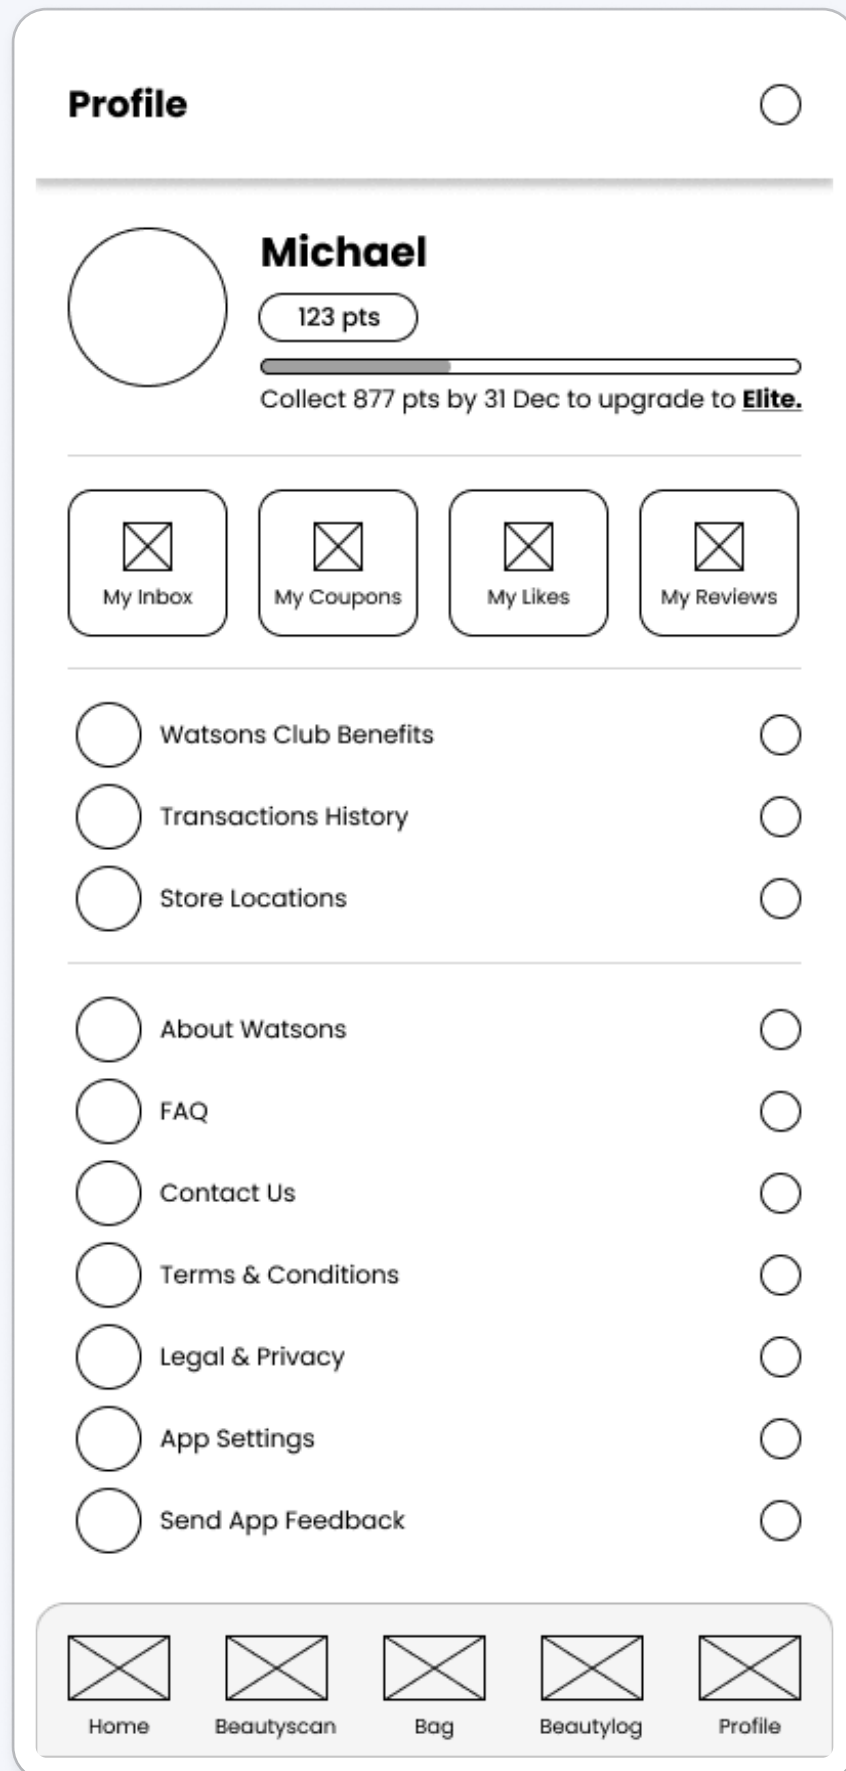 Profile
Michael
123 pts
Collect 877 pts by 31 Dec to upgrade to Elite.
My Inbox
My Coupons
My Likes
My Reviews
Watsons Club Benefits
Transactions History
Store Locations
About Watsons
FAQ
Contact Us
Terms & Conditions
Legal & Privacy
App Settings
Send App Feedback
Home
Beautyscan
Bag
Beautylog
Profile